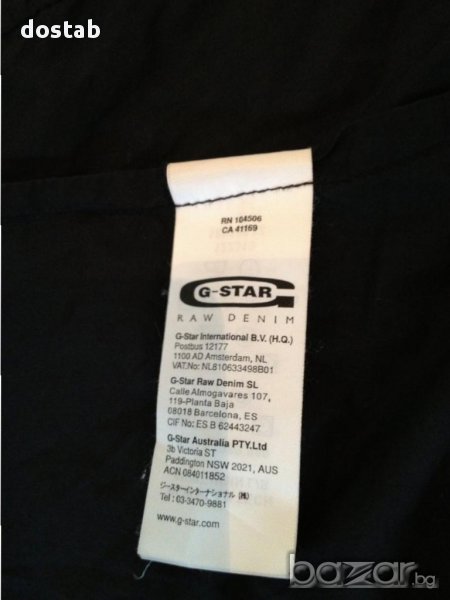 dostab
RN 104506
CA 41169
G-STAR
RAW DENIM
G-Star International B.V. (H.Q.)
Postbus 12177
1100 AD Amsterdam, NL
VAT.No: NL810633498B01
G-Star Raw Denim SL
Calle Almogavares 107,
119-Planta Baja
08018 Barcelona, ES
CIF No: ES B 62443247
G-Star Australia PTY.Ltd
3b Victoria ST
Paddington NSW 2021, AUS
ACN 084011852
ジースターインターナショナル (株)
Tel : 03-3470-9881
www.g-star.com
bazar.bg